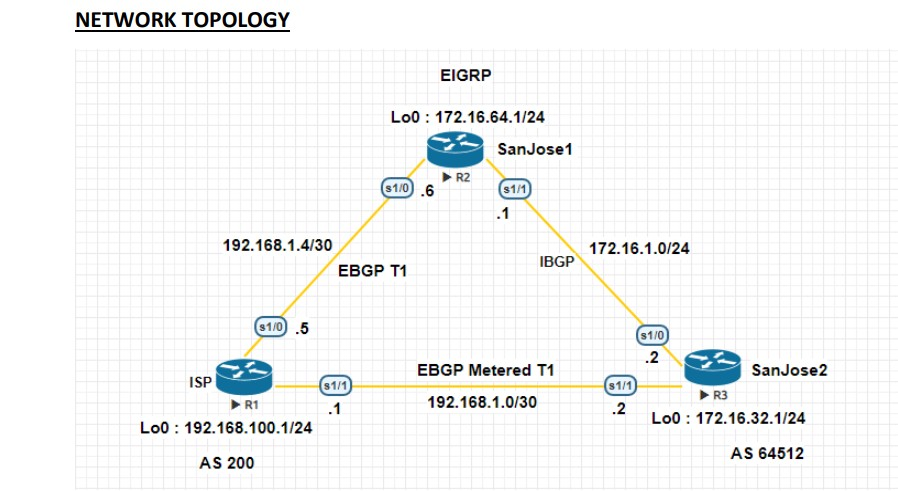 NETWORK TOPOLOGY
EIGRP
Lo0 : 172.16.64.1/24
SanJose1
R2
s1/0
.6
s1/1
.1
192.168.1.4/30
172.16.1.0/24
IBGP
EBGP T1
s1/0
.5
s1/0
.2
ISP
R1
s1/1
.1
EBGP Metered T1
192.168.1.0/30
s1/1
.2
SanJose2
R3
Lo0 : 172.16.32.1/24
Lo0 : 192.168.100.1/24
AS 200
AS 64512